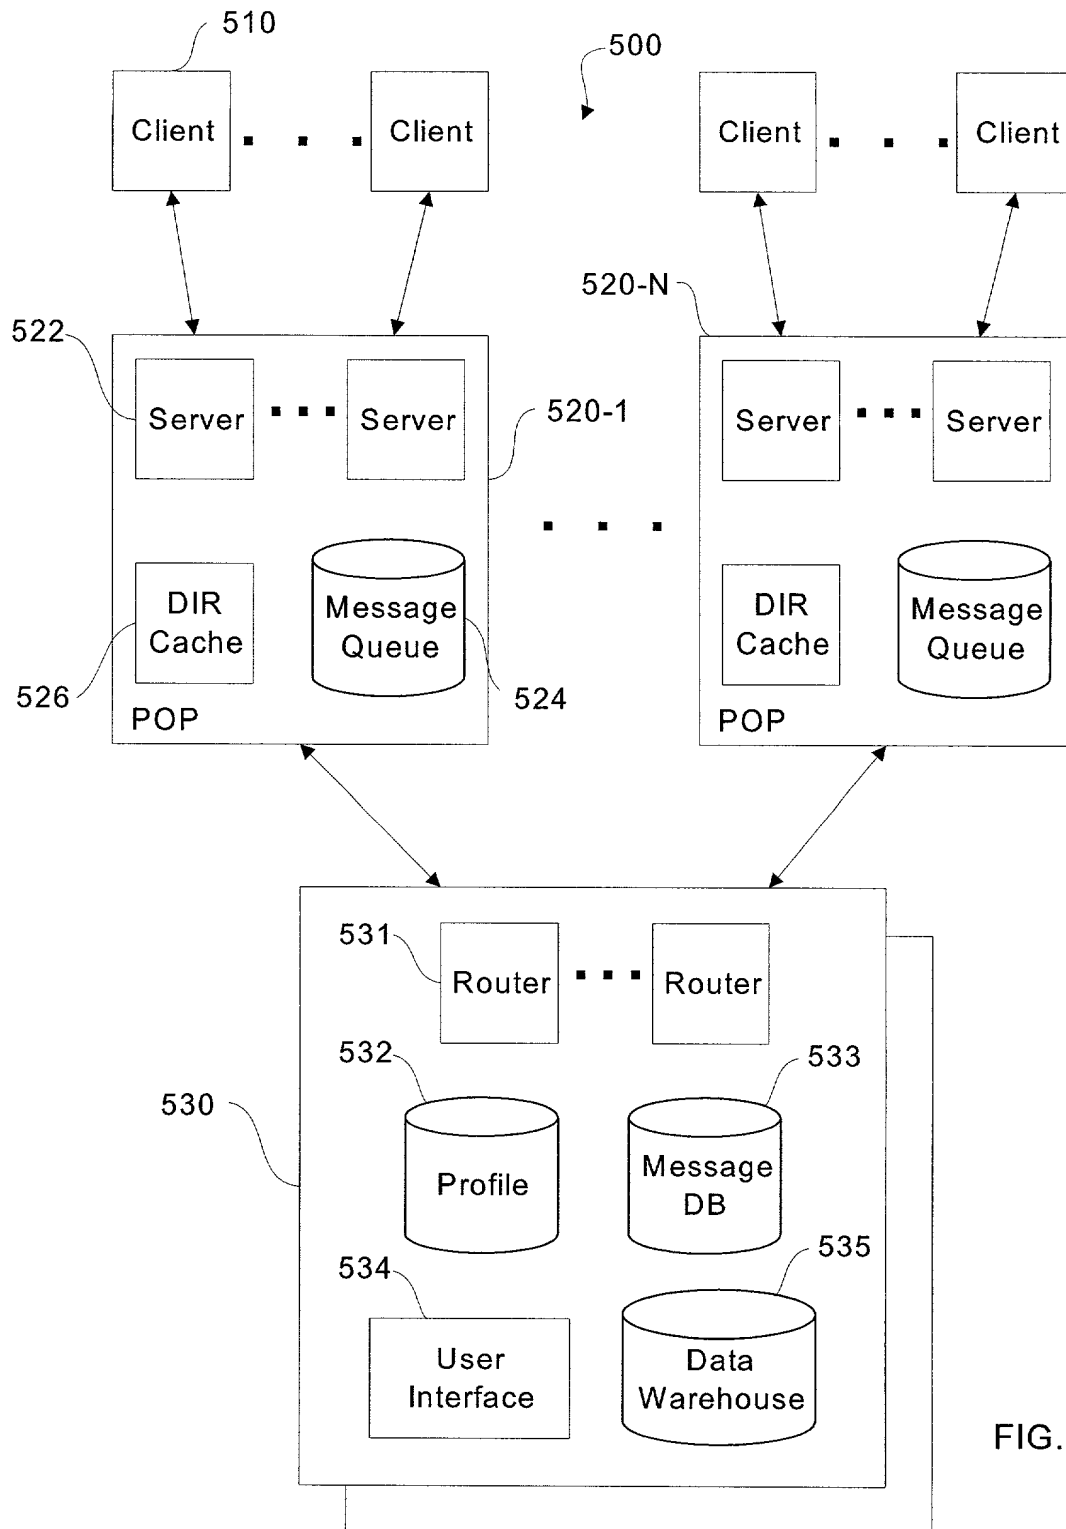 510
500
Client
Client
Client
Client
520-N
522
Server
Server
520-1
Server
Server
DIR
Cache
Message
Queue
DIR
Cache
Message
Queue
526
POP
524
POP
531
Router
Router
532
533
530
Profile
Message
DB
534
535
User
Interface
Data
Warehouse
FIG.